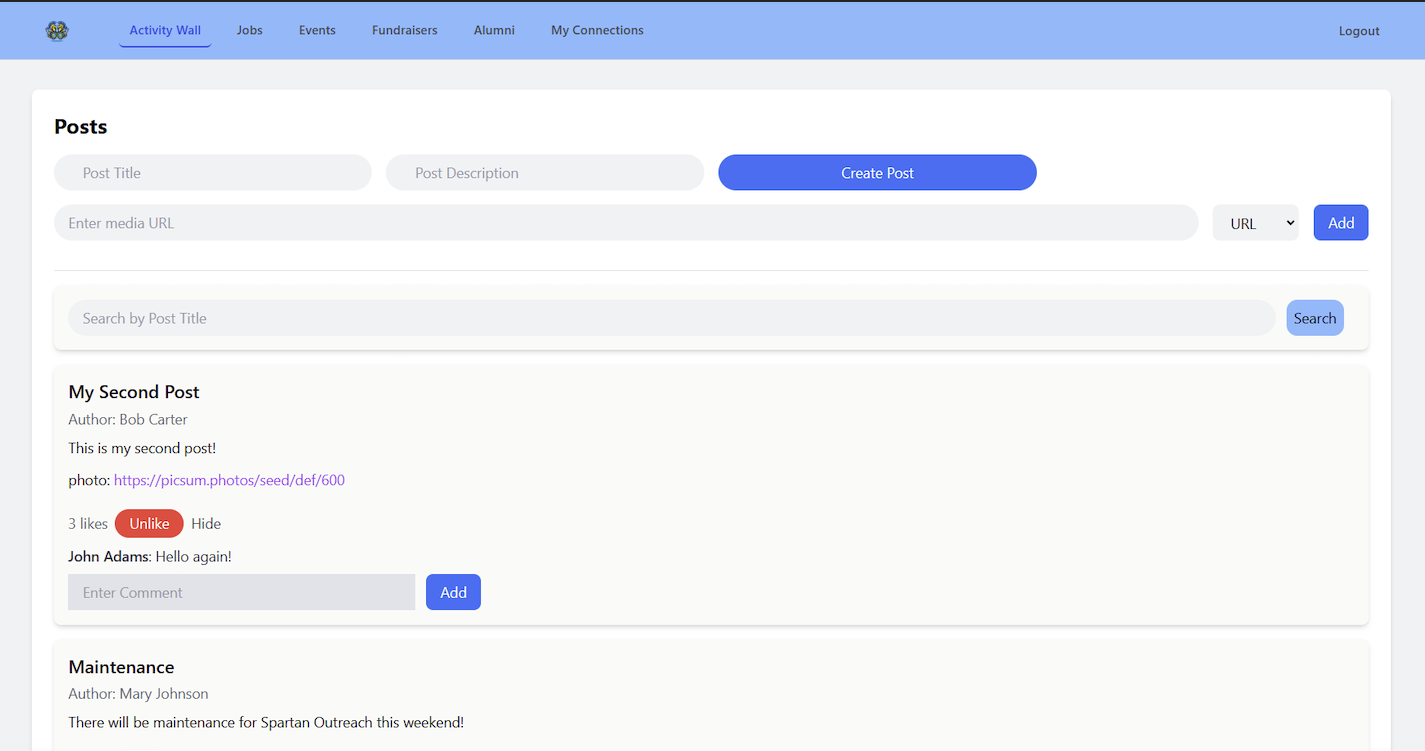 Activity Wall Jobs Events Fundraisers Alumni My Connections Logout
Posts
Post Title Post Description Create Post
Enter media URL URL Add
Search by Post Title Search
My Second Post
Author: Bob Carter
This is my second post!
photo: https://picsum.photos/seed/def/600
3 likes Unlike Hide
John Adams: Hello again!
Enter Comment Add
Maintenance
Author: Mary Johnson
There will be maintenance for Spartan Outreach this weekend!